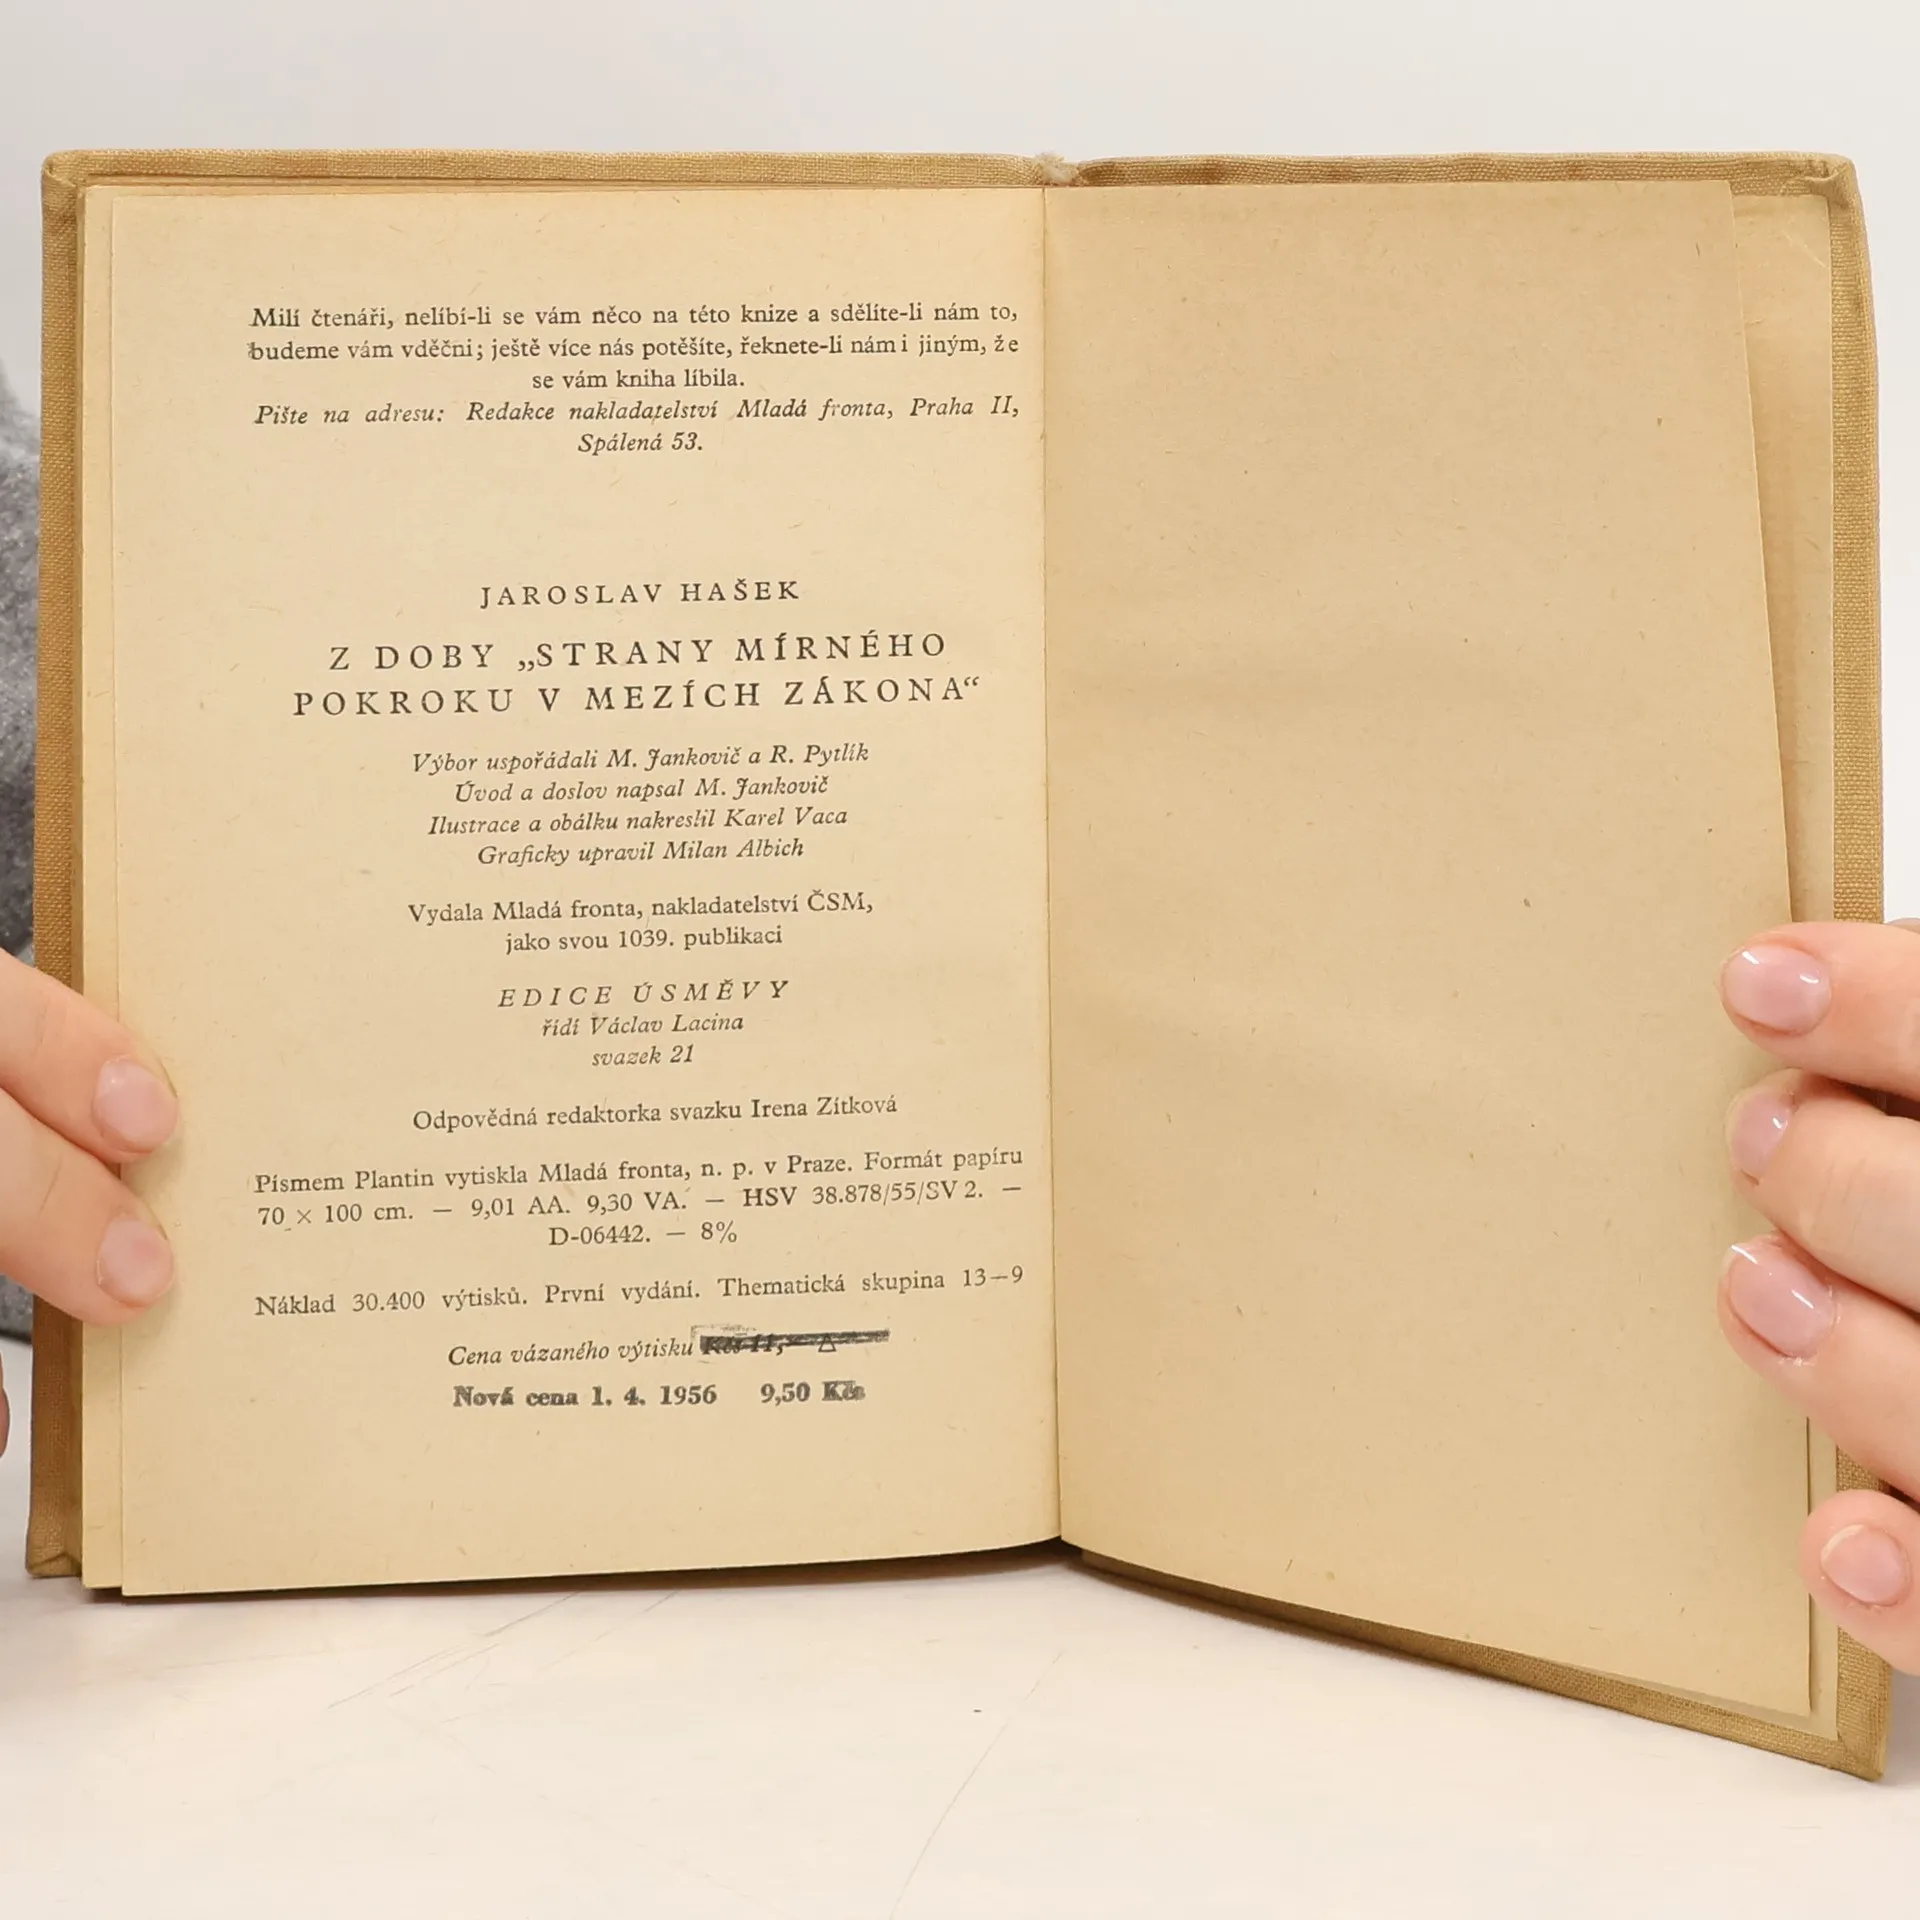 Milí čtenáři, nelíbí-li se vám něco na této knize a sdělíte-li nám to,
budeme vám vděčni; ještě více nás potěšíte, řeknete-li nám i jiným, že
se vám kniha líbila.
Pište na adresu: Redakce nakladatelství Mladá fronta, Praha II,
Spálená 53.
JAROSLAV HAŠEK
Z DOBY „STRANY MÍRNÉHO
POKROKU V MEZÍCH ZÁKONA“
Výbor uspořádali M. Jankovič a R. Pytlík
Úvod a doslov napsal M. Jankovič
Ilustrace a obálku nakreslil Karel Vaca
Graficky upravil Milan Albich
Vydala Mladá fronta, nakladatelství ČSM,
jako svou 1039. publikaci
EDICE ÚSMĚVY
řídí Václav Lacina
svazek 21
Odpovědná redaktorka svazku Irena Zítková
Písmem Plantin vytiskla Mladá fronta, n. p. v Praze. Formát papíru
70 × 100 cm. — 9,01 AA. 9,30 VA. — HSV 38.878/55/SV 2. —
D-06442. — 8%
Náklad 30.400 výtisků. První vydání. Thematická skupina 13—9
Cena vázaného výtisku Kčs 11,—
Nová cena 1. 4. 1956 9,50 Kčs